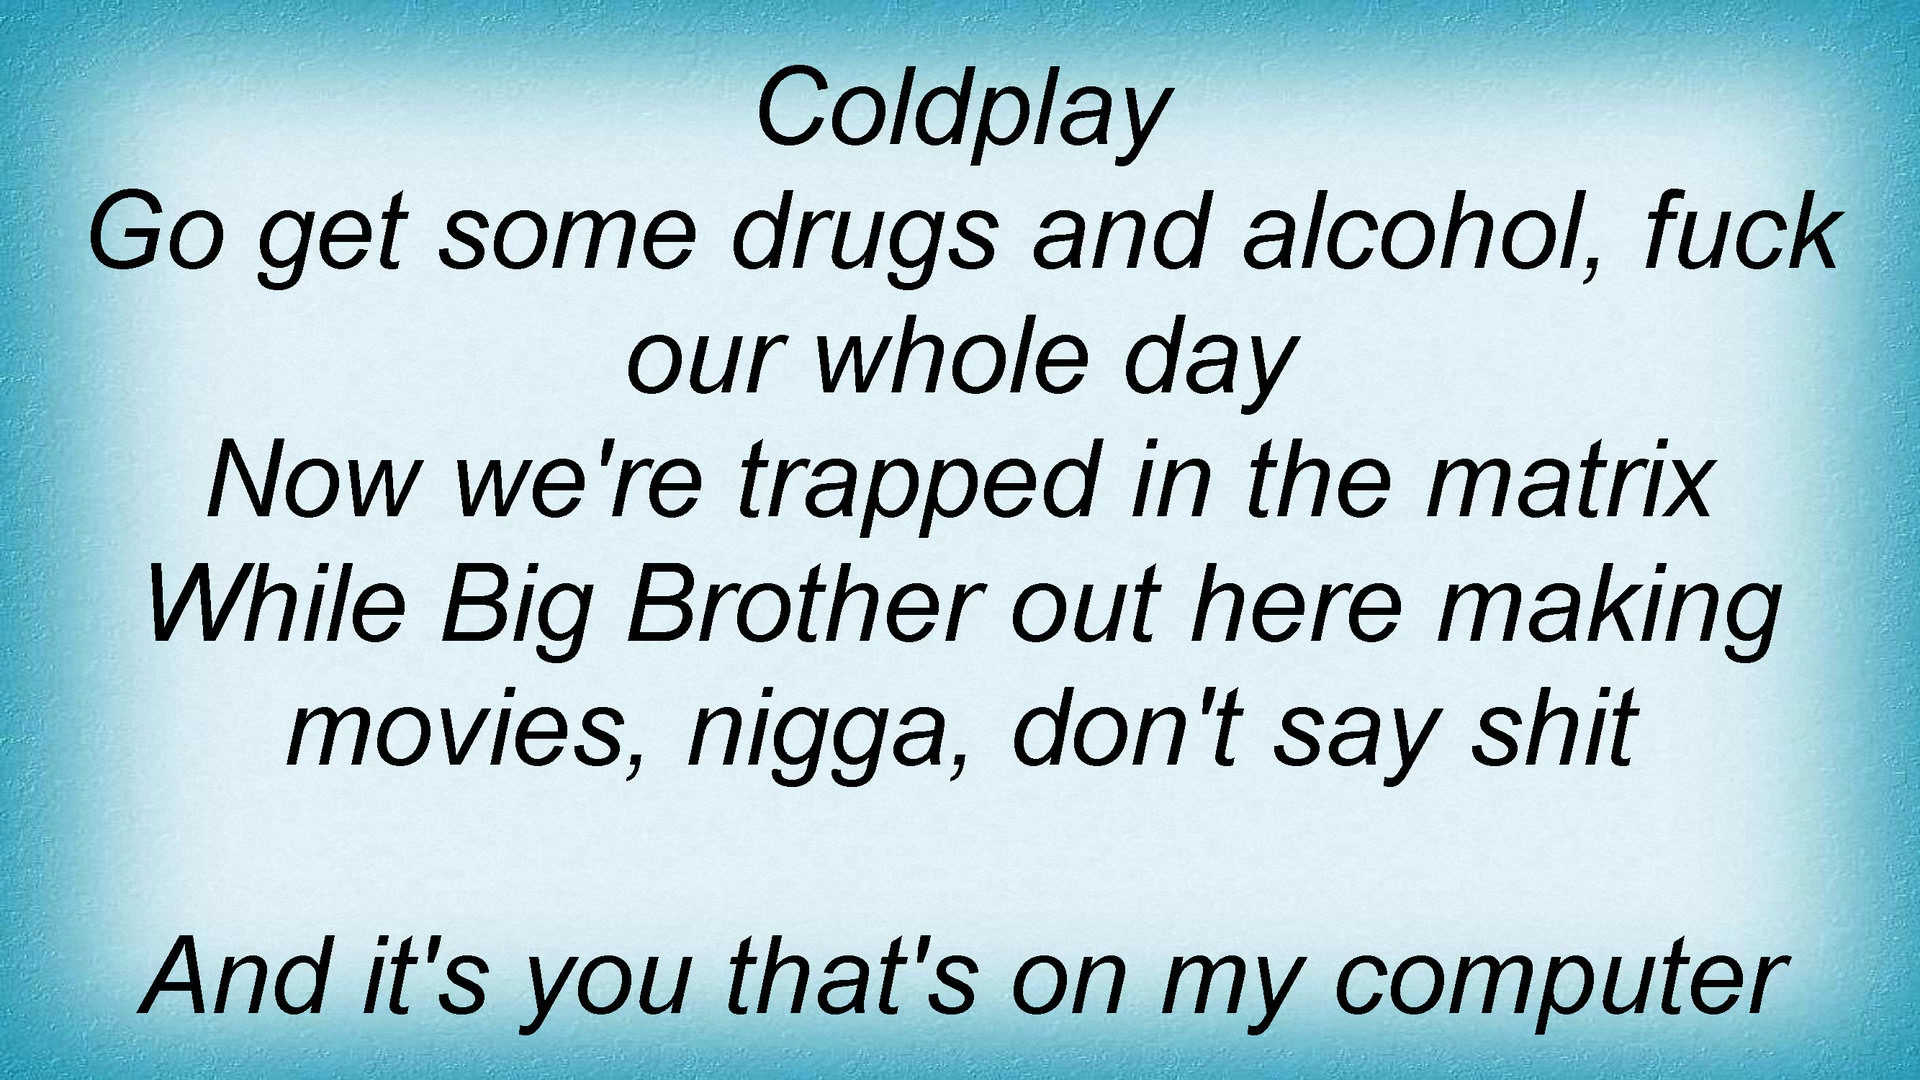 Coldplay
Go get some drugs and alcohol, fuck
our whole day
Now we're trapped in the matrix
While Big Brother out here making
movies, nigga, don't say shit
And it's you that's on my computer